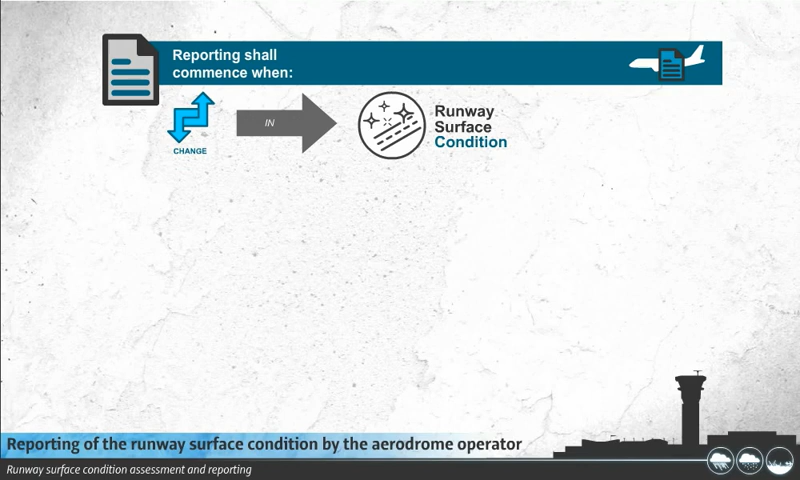 Reporting shall
commence when:
CHANGE
IN
Runway
Surface
Condition
Reporting of the runway surface condition by the aerodrome operator
Runway surface condition assessment and reporting